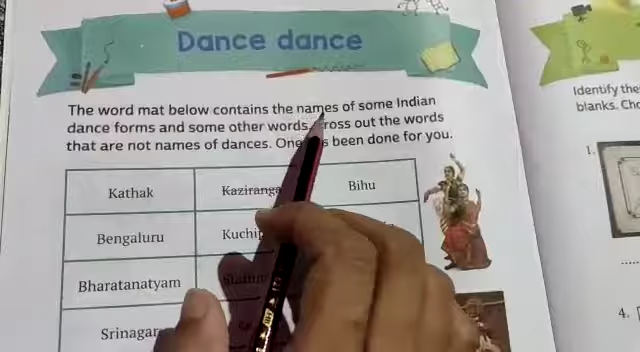 Dance dance
The word mat below contains the names of some Indian
dance forms and some other words. ross out the words
that are not names of dances. One s been done for you.
Kathak Kaziranga Bihu
Bengaluru Kuchip
Bharatanatyam
Srinagar
Identify the
blanks. Cho
1.
4.